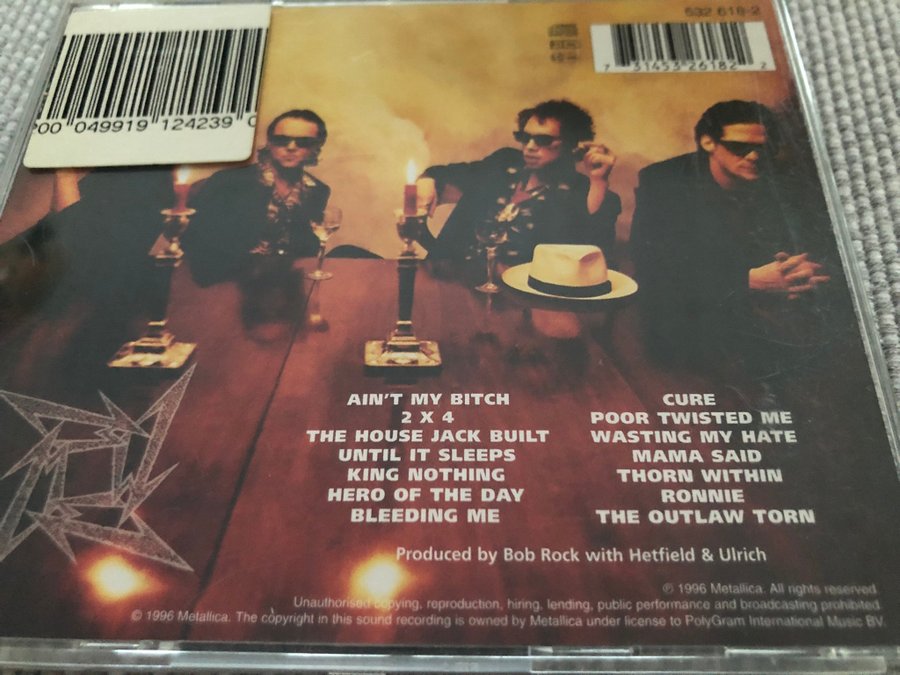 532 618-2
7 31453 26182 2
200 049919 124239 0
AIN'T MY BITCH
2 X 4
THE HOUSE JACK BUILT
UNTIL IT SLEEPS
KING NOTHING
HERO OF THE DAY
BLEEDING ME
CURE
POOR TWISTED ME
WASTING MY HATE
MAMA SAID
THORN WITHIN
RONNIE
THE OUTLAW TORN
Produced by Bob Rock with Hetfield & Ulrich
℗ 1996 Metallica. All rights reserved.
Unauthorised copying, reproduction, hiring, lending, public performance and broadcasting prohibited.
© 1996 Metallica. The copyright in this sound recording is owned by Metallica under license to PolyGram International Music BV.